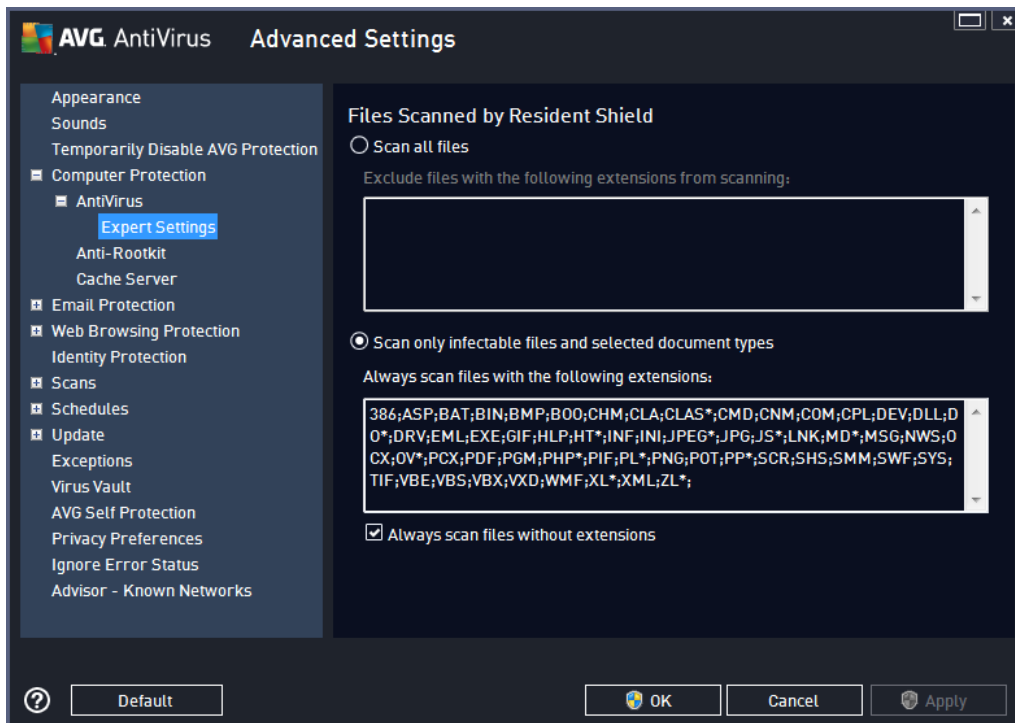 AVG AntiVirus Advanced Settings
Appearance
Sounds
Temporarily Disable AVG Protection
Computer Protection
AntiVirus
Expert Settings
Anti-Rootkit
Cache Server
Email Protection
Web Browsing Protection
Identity Protection
Scans
Schedules
Update
Exceptions
Virus Vault
AVG Self Protection
Privacy Preferences
Ignore Error Status
Advisor - Known Networks
Files Scanned by Resident Shield
Scan all files
Exclude files with the following extensions from scanning:
Scan only infectable files and selected document types
Always scan files with the following extensions:
386;ASP;BAT;BIN;BMP;BOO;CHM;CLA;CLAS*;CMD;CNM;COM;CPL;DEV;DLL;D
O*;DRV;EML;EXE;GIF;HLP;HT*;INF;INI;JPEG*;JPG;JS*;LNK;MD*;MSG;NWS;O
CX;OV*;PCX;PDF;PGM;PHP*;PIF;PL*;PNG;POT;PP*;SCR;SHS;SMM;SWF;SYS;
TIF;VBE;VBS;VBX;VXD;WMF;XL*;XML;ZL*;
Always scan files without extensions
Default
OK
Cancel
Apply